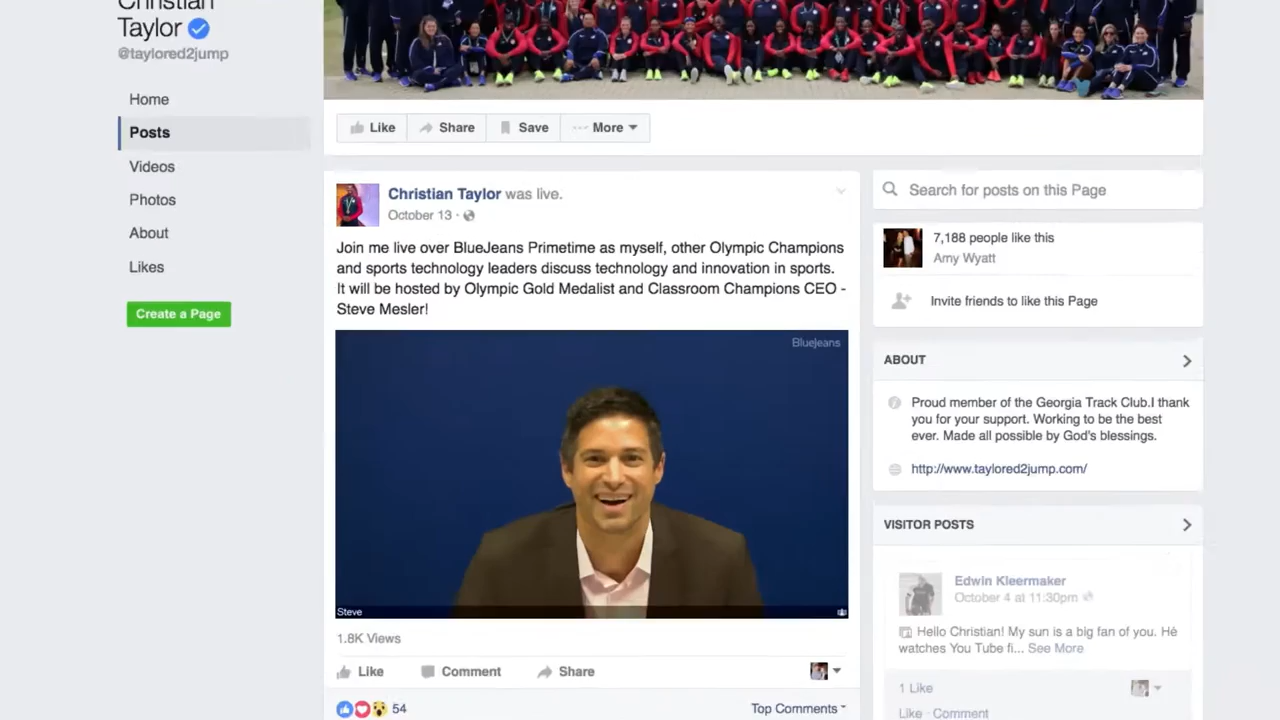 Christian
Taylor
@taylored2jump
Home
Posts
Videos
Photos
About
Likes
Create a Page
Like
Share
Save
More
Christian Taylor was live.
October 13 ·
Join me live over BlueJeans Primetime as myself, other Olympic Champions
and sports technology leaders discuss technology and innovation in sports.
It will be hosted by Olympic Gold Medalist and Classroom Champions CEO -
Steve Mesler!
BlueJeans
Steve
1.8K Views
Like
Comment
Share
54
Top Comments
Search for posts on this Page
7,188 people like this
Amy Wyatt
Invite friends to like this Page
ABOUT
Proud member of the Georgia Track Club.I thank
you for your support. Working to be the best
ever. Made all possible by God's blessings.
http://www.taylored2jump.com/
VISITOR POSTS
Edwin Kleermaker
October 4 at 11:30pm
Hello Christian! My sun is a big fan of you. He
watches You Tube fi... See More
1 Like
Like · Comment